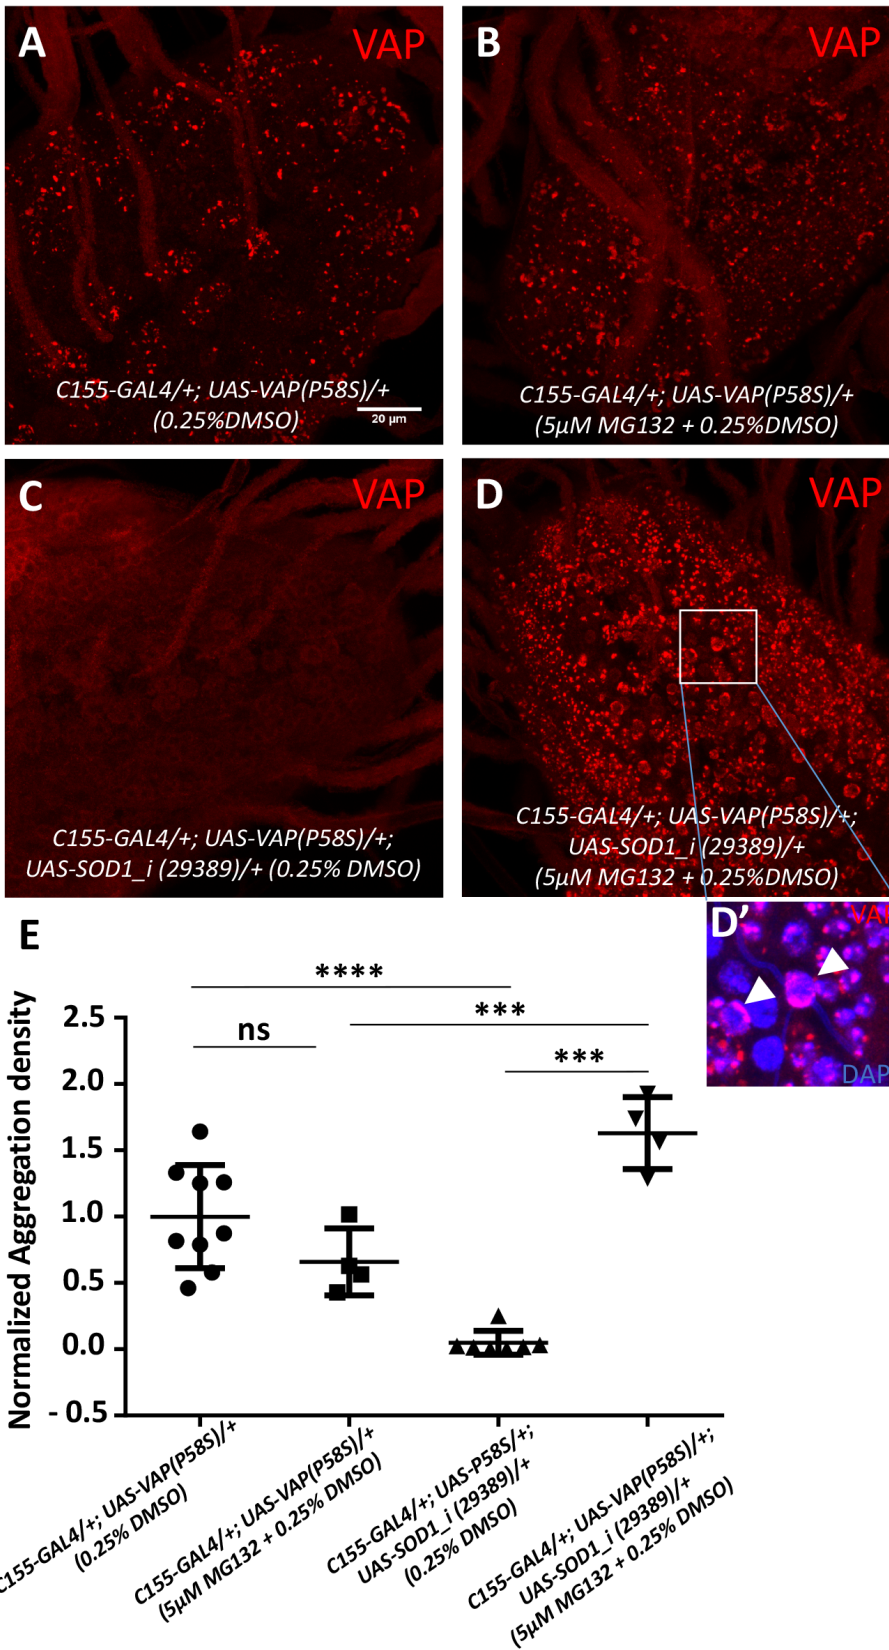 A
VAP
C155-GAL4/+; UAS-VAP(P58S)/+
(0.25%DMSO)
20 µm
B
VAP
C155-GAL4/+; UAS-VAP(P58S)/+
(5µM MG132 + 0.25%DMSO)
C
VAP
C155-GAL4/+; UAS-VAP(P58S)/+;
UAS-SOD1_i (29389)/+ (0.25% DMSO)
D
VAP
C155-GAL4/+; UAS-VAP(P58S)/+;
UAS-SOD1_i (29389)/+
(5µM MG132 + 0.25%DMSO)
D'
VAP
DAP
E
****
***
ns
***
Normalized Aggregation density
2.5
2.0
1.5
1.0
0.5
0.0
- 0.5
C155-GAL4/+; UAS-VAP(P58S)/+
(0.25% DMSO)
C155-GAL4/+; UAS-VAP(P58S)/+
(5µM MG132 + 0.25% DMSO)
C155-GAL4/+; UAS-P58S/+;
UAS-SOD1_i (29389)/+
(0.25% DMSO)
C155-GAL4/+; UAS-VAP(P58S)/+;
UAS-SOD1_i (29389)/+
(5µM MG132 + 0.25% DMSO)